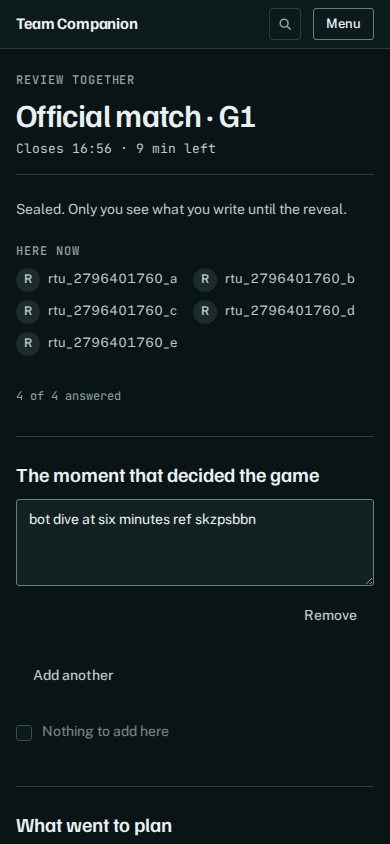 Team Companion
Menu
REVIEW TOGETHER
Official match · G1
Closes 16:56 · 9 min left
Sealed. Only you see what you write until the reveal.
HERE NOW
R rtu_2796401760_a R rtu_2796401760_b
R rtu_2796401760_c R rtu_2796401760_d
R rtu_2796401760_e
4 of 4 answered
The moment that decided the game
bot dive at six minutes ref skzpsbbn
Remove
Add another
Nothing to add here
What went to plan